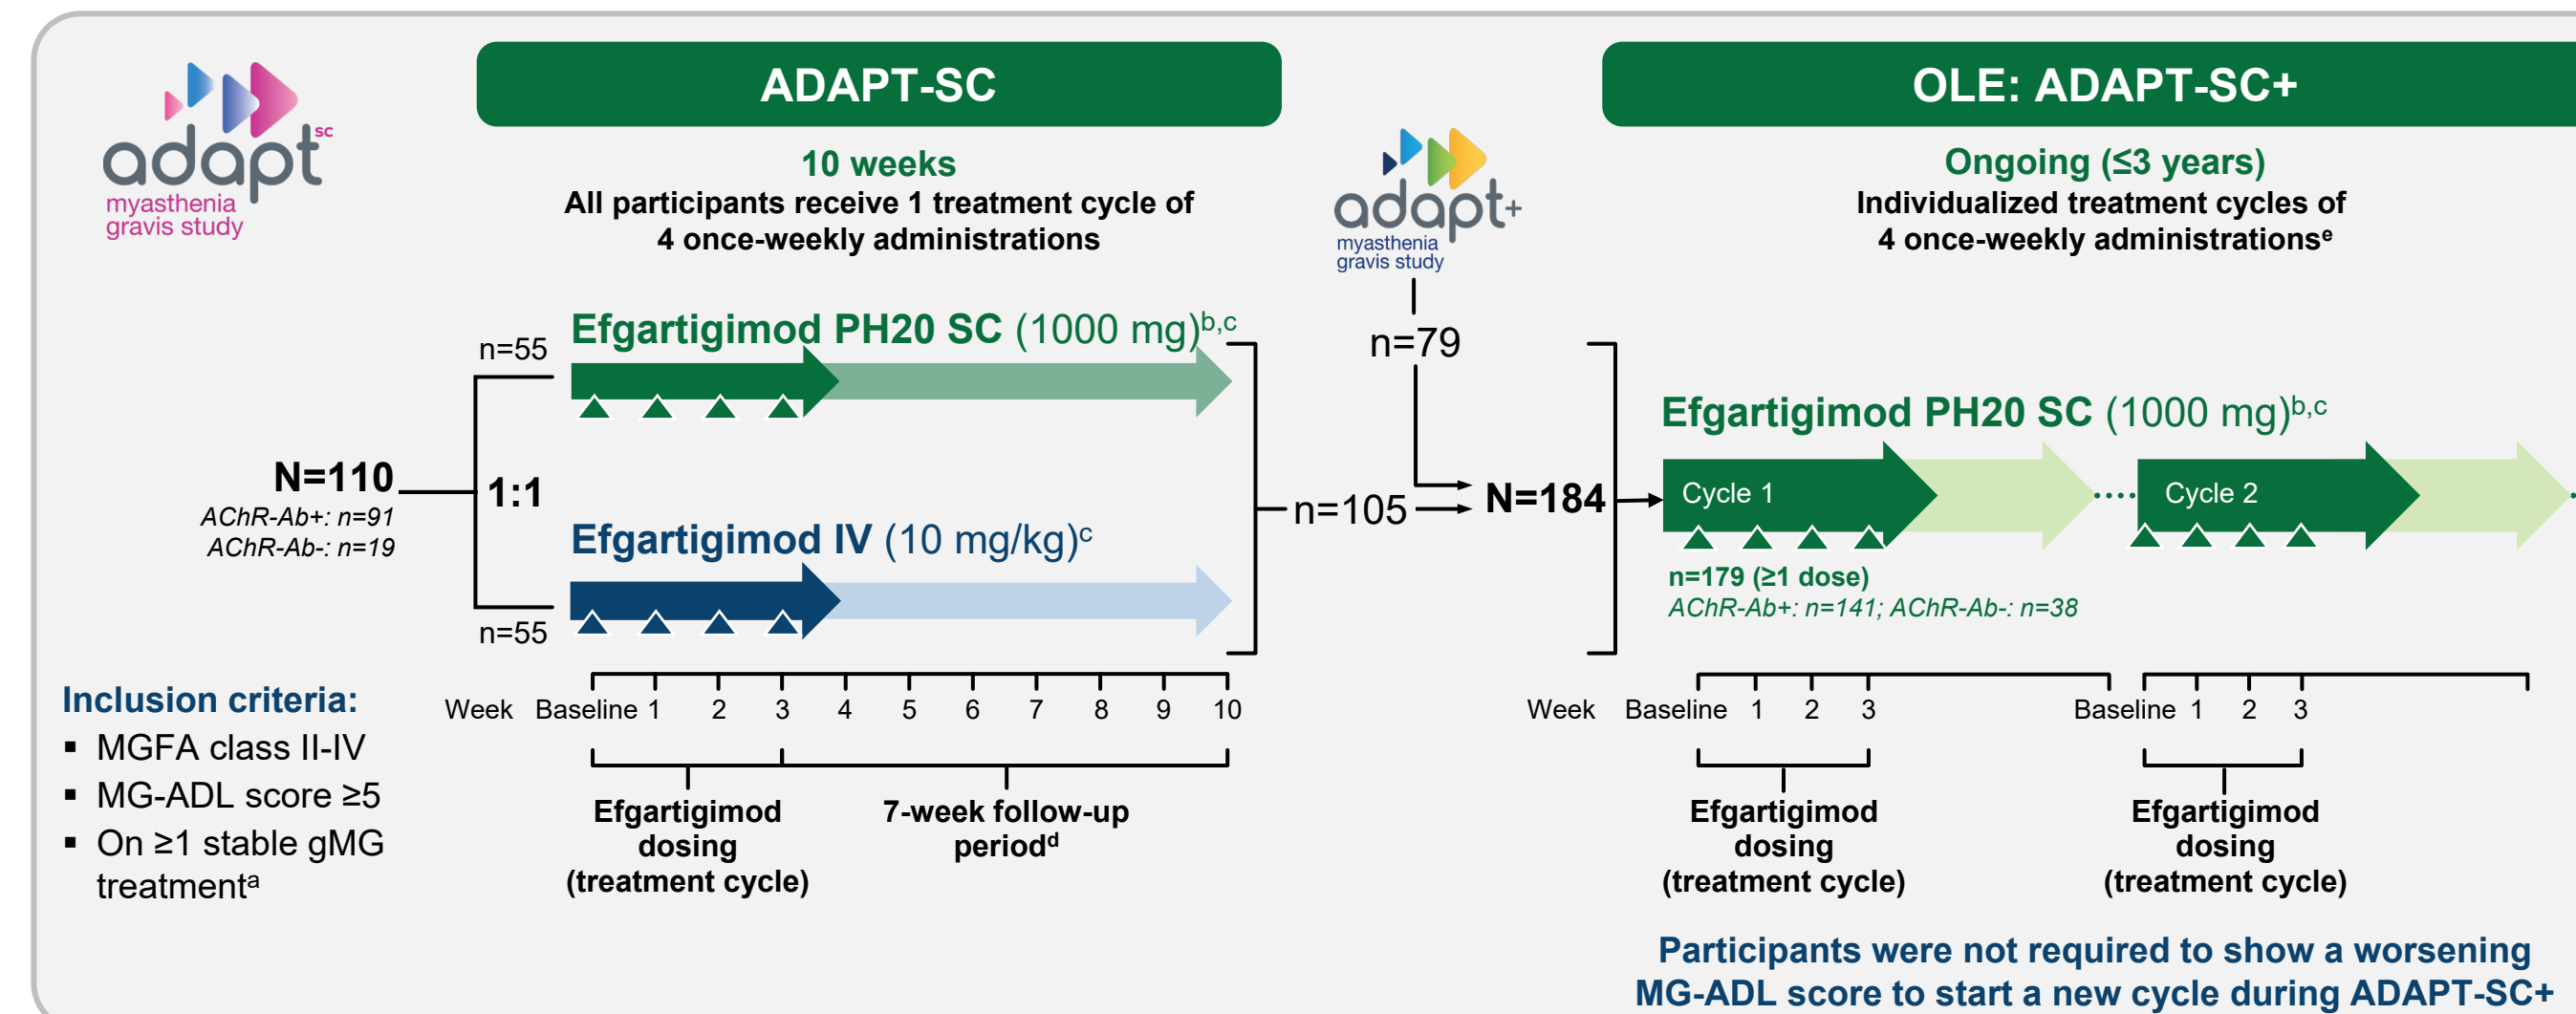 adapt SC
myasthenia
gravis study
ADAPT-SC
10 weeks
All participants receive 1 treatment cycle of
4 once-weekly administrations
N=110
AChR-Ab+: n=91
AChR-Ab-: n=19
1:1
n=55
Efgartigimod PH20 SC (1000 mg)b,c
Efgartigimod IV (10 mg/kg)c
n=55
Week Baseline 1 2 3 4 5 6 7 8 9 10
Efgartigimod
dosing
(treatment cycle)
7-week follow-up
periodd
Inclusion criteria:
▪ MGFA class II-IV
▪ MG-ADL score ≥5
▪ On ≥1 stable gMG
treatmenta
adapt+
myasthenia
gravis study
n=79
n=105
N=184
OLE: ADAPT-SC+
Ongoing (≤3 years)
Individualized treatment cycles of
4 once-weekly administrationse
Efgartigimod PH20 SC (1000 mg)b,c
Cycle 1
Cycle 2
n=179 (≥1 dose)
AChR-Ab+: n=141; AChR-Ab-: n=38
Week Baseline 1 2 3 Baseline 1 2 3
Efgartigimod
dosing
(treatment cycle)
Efgartigimod
dosing
(treatment cycle)
Participants were not required to show a worsening
MG-ADL score to start a new cycle during ADAPT-SC+